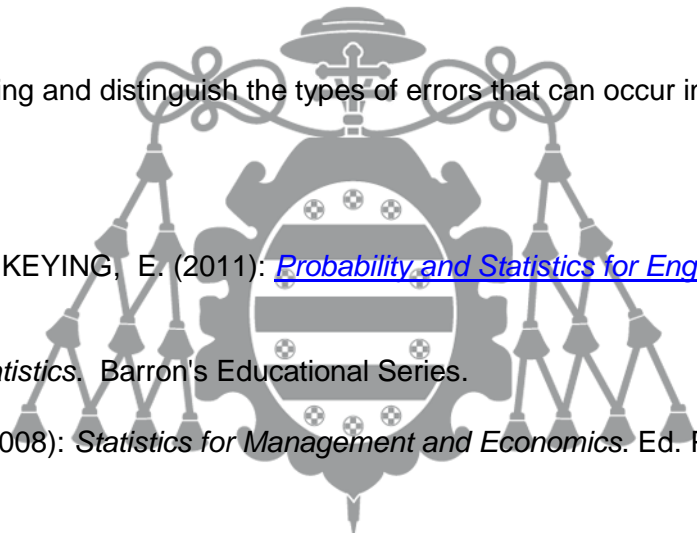 ing and distinguish the types of errors that can occur in
KEYING, E. (2011): Probability and Statistics for Eng
tistics. Barron's Educational Series.
008): Statistics for Management and Economics. Ed. P